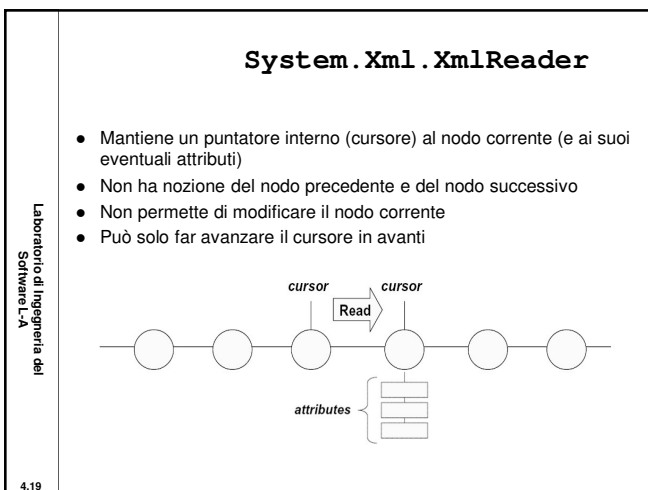 System.Xml.XmlReader
● Mantiene un puntatore interno (cursore) al nodo corrente (e ai suoi
eventuali attributi)
● Non ha nozione del nodo precedente e del nodo successivo
● Non permette di modificare il nodo corrente
● Può solo far avanzare il cursore in avanti
cursor cursor
Read
attributes
Laboratorio di Ingegneria del
Software L-A
4.19